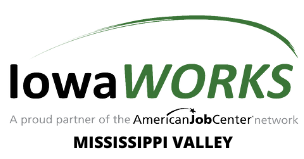 IowaWORKS
A proud partner of the AmericanJobCenter network
MISSISSIPPI VALLEY